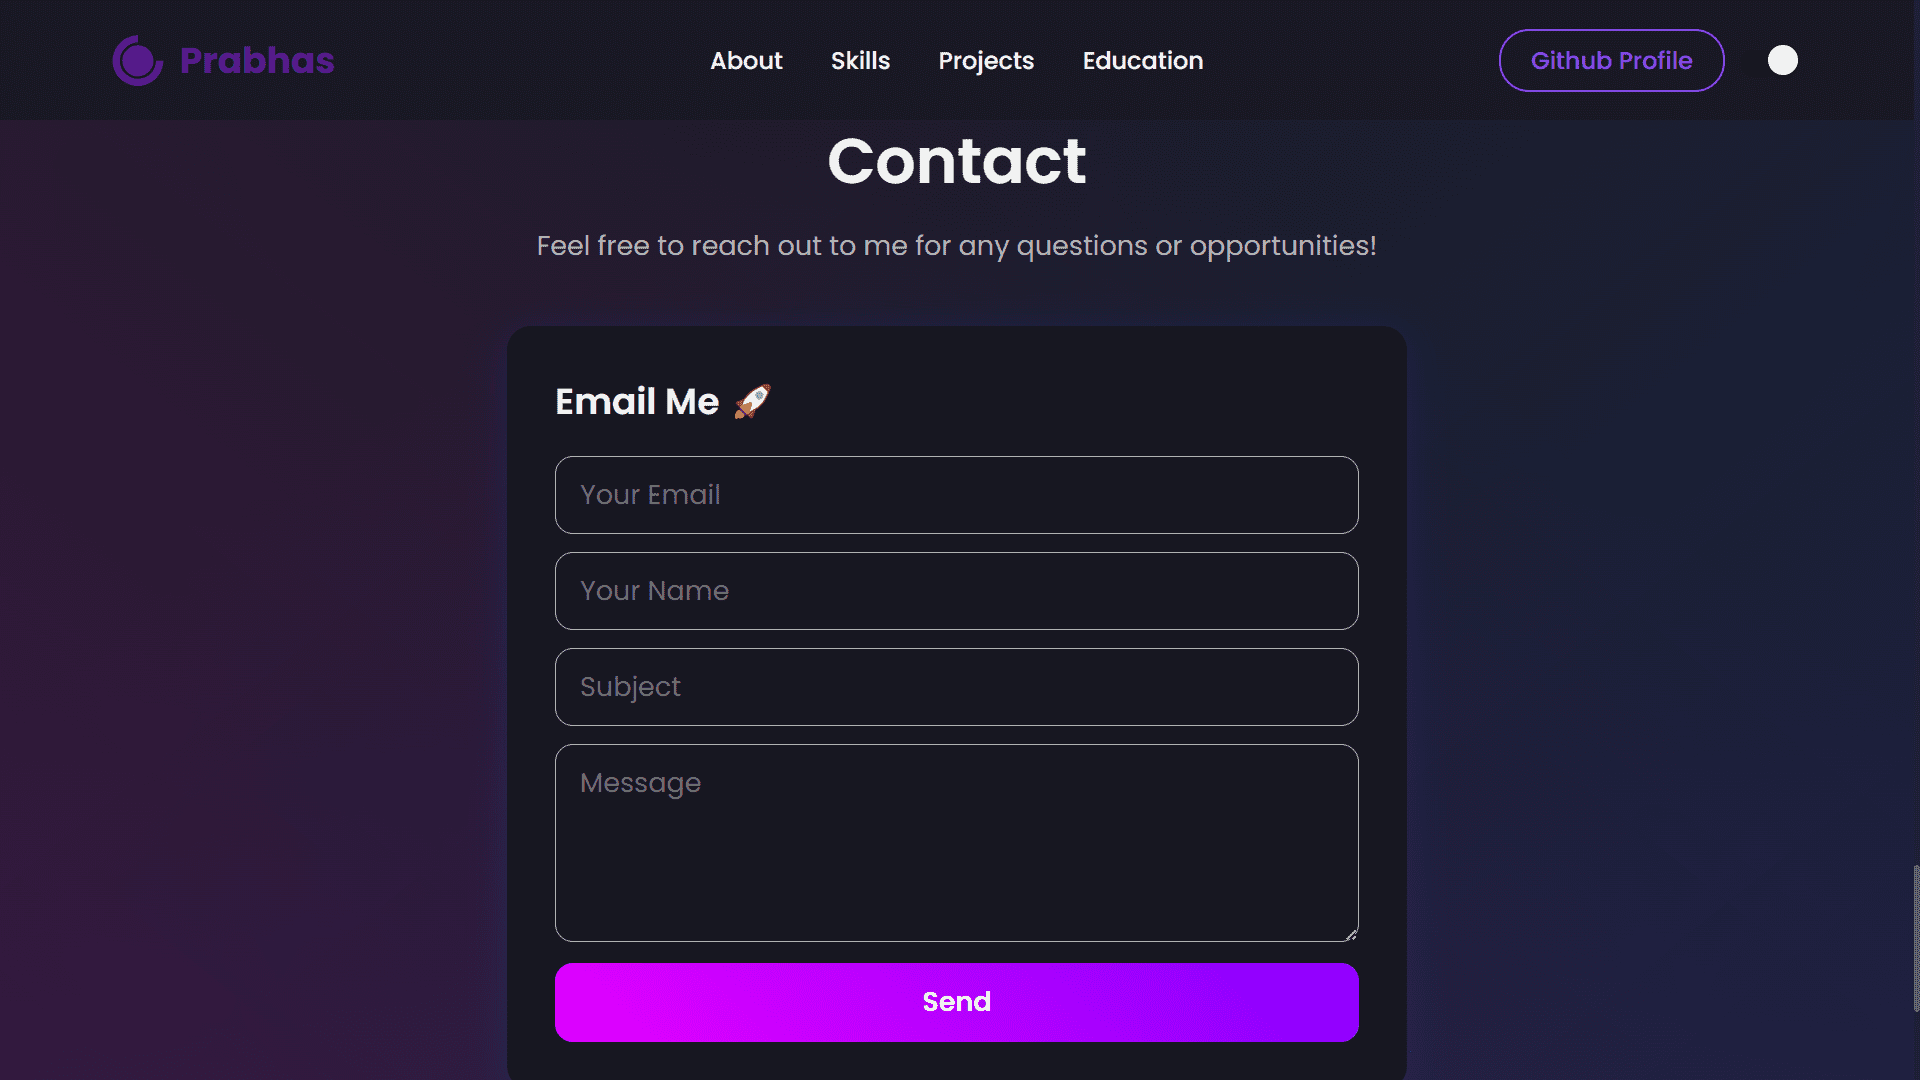 Prabhas
About Skills Projects Education
Github Profile
Contact
Feel free to reach out to me for any questions or opportunities!
Email Me 🚀
Your Email
Your Name
Subject
Message
Send